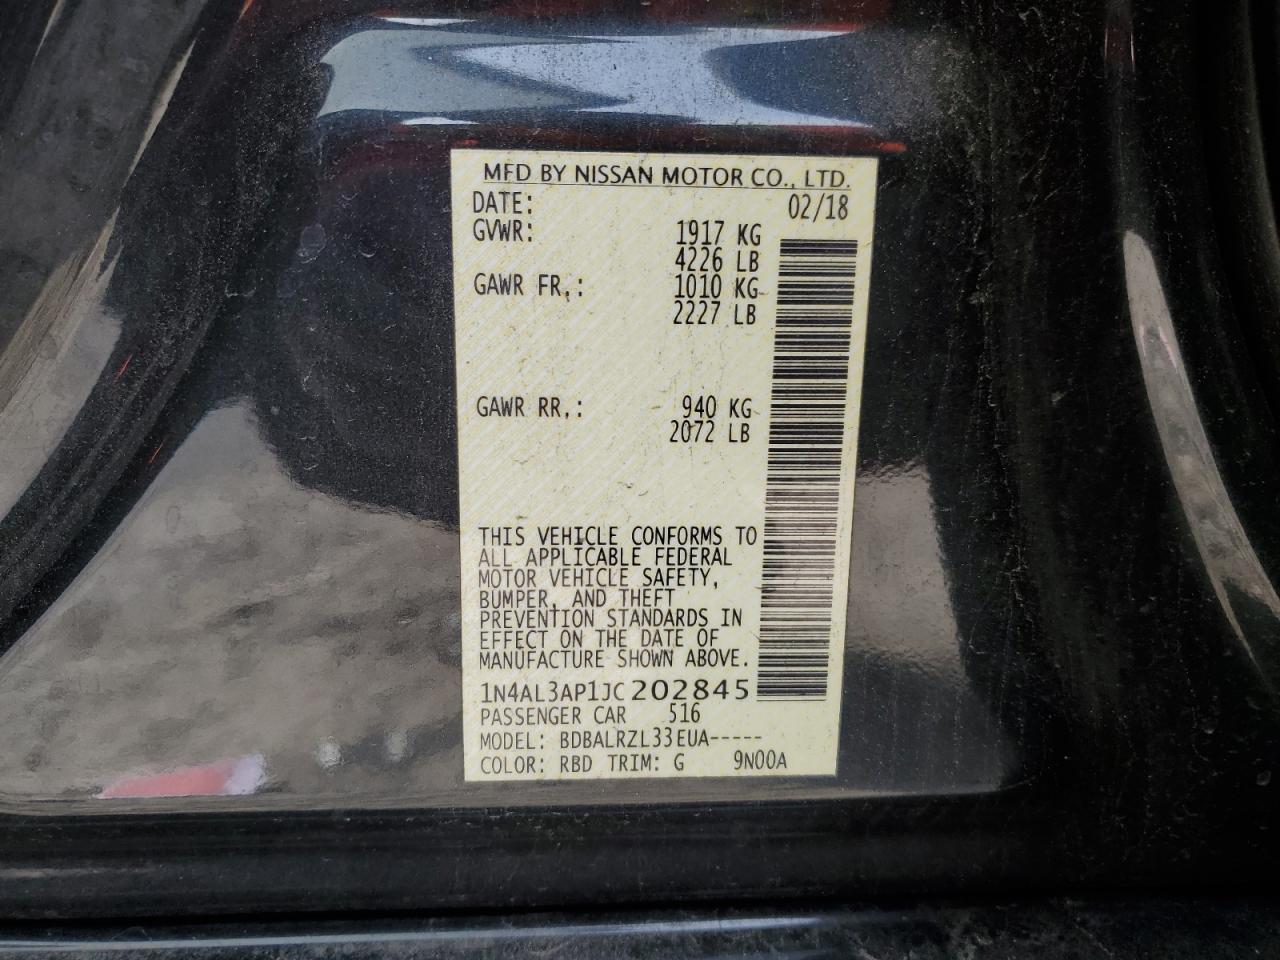 MFD BY NISSAN MOTOR CO., LTD.
DATE: 02/18
GVWR: 1917 KG
4226 LB
GAWR FR.: 1010 KG
2227 LB
GAWR RR.: 940 KG
2072 LB
THIS VEHICLE CONFORMS TO
ALL APPLICABLE FEDERAL
MOTOR VEHICLE SAFETY,
BUMPER, AND THEFT
PREVENTION STANDARDS IN
EFFECT ON THE DATE OF
MANUFACTURE SHOWN ABOVE.
1N4AL3AP1JC202845
PASSENGER CAR 516
MODEL: BDBALRZL33EUA-----
COLOR: RBD TRIM: G 9N00A